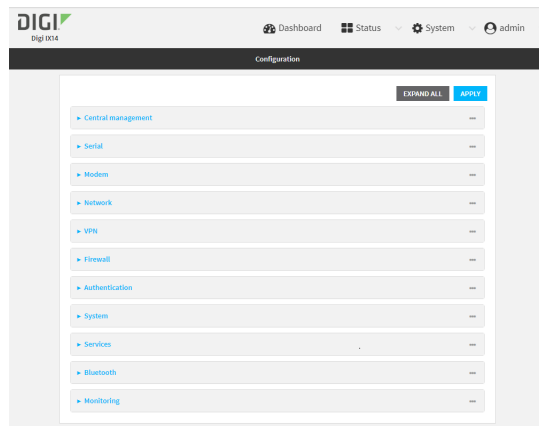 DIGI
Digi IX14
Dashboard Status System admin
Configuration
EXPAND ALL APPLY
Central management
Serial
Modem
Network
VPN
Firewall
Authentication
System
Services
Bluetooth
Monitoring